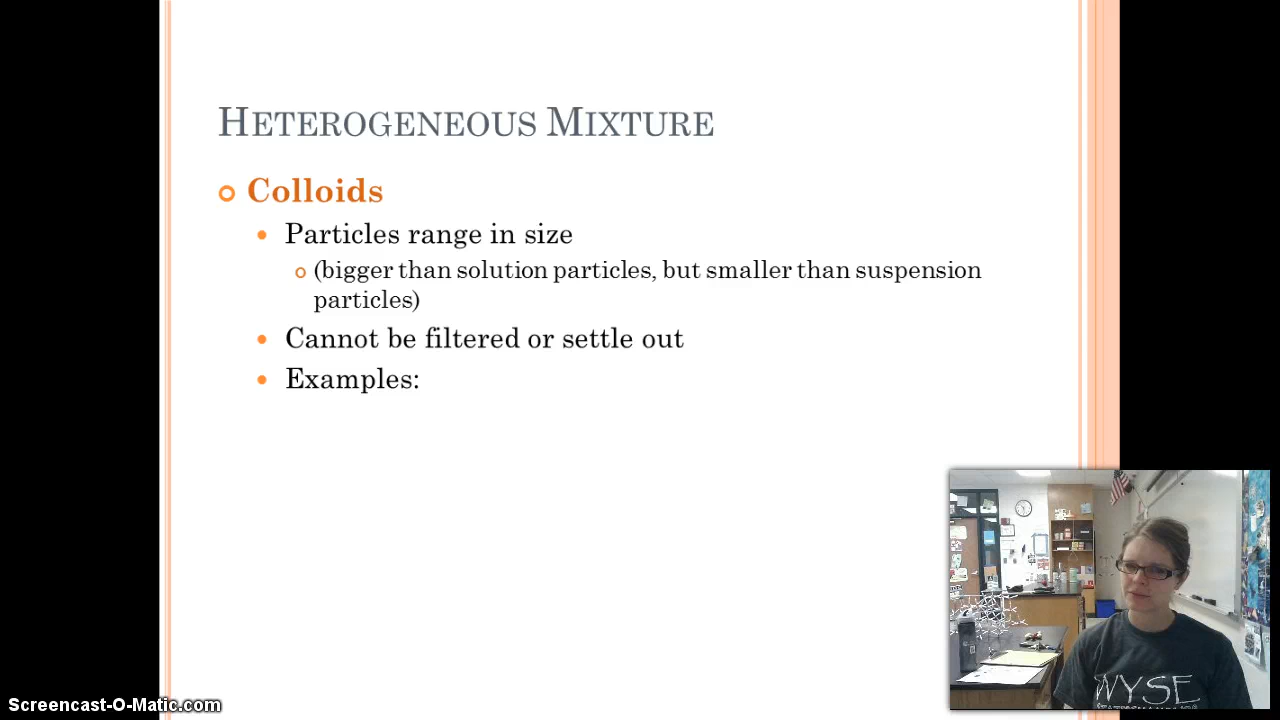 HETEROGENEOUS MIXTURE
Colloids
Particles range in size
(bigger than solution particles, but smaller than suspension
particles)
Cannot be filtered or settle out
Examples:
WYSE
Screencast-O-Matic.com